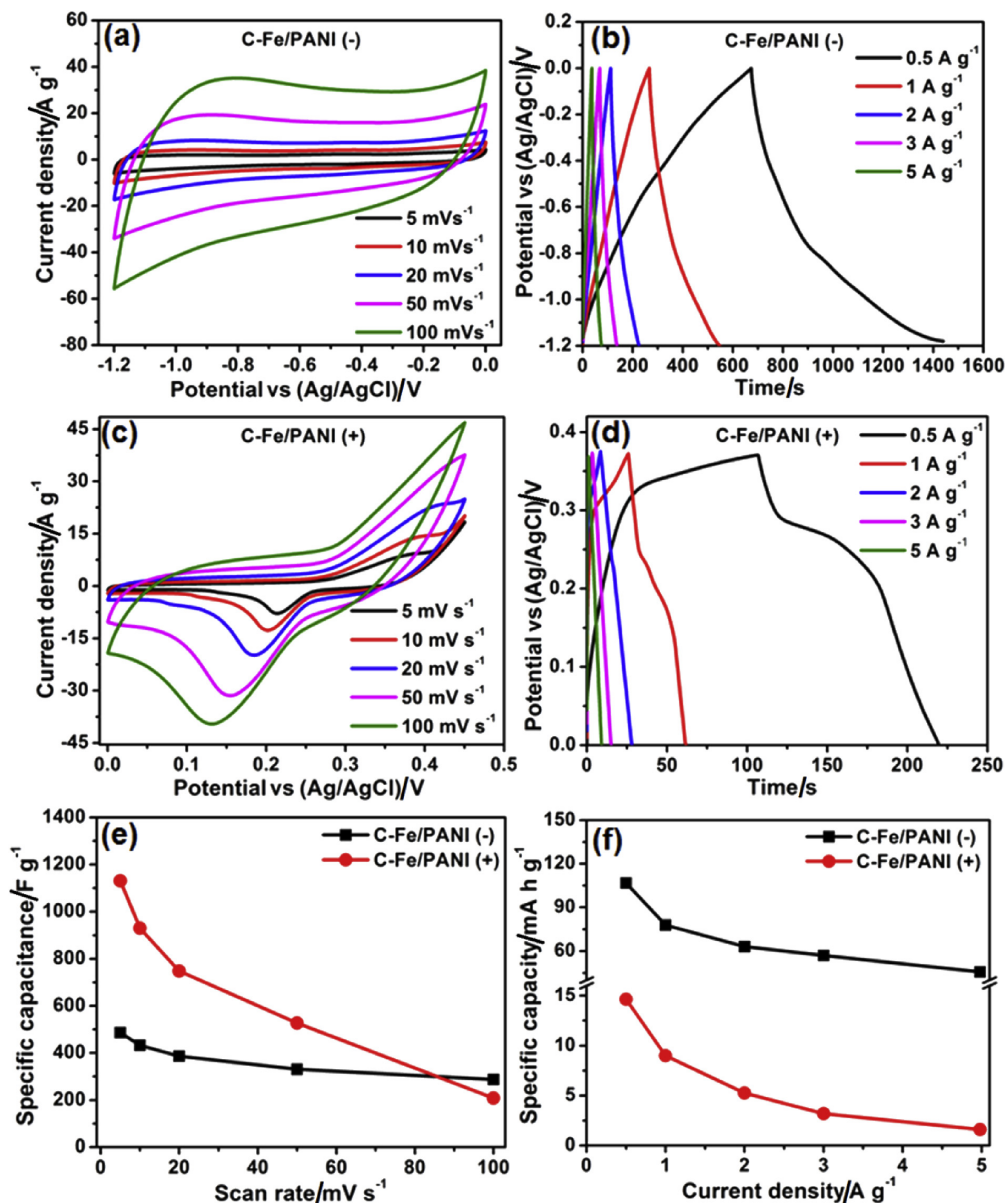 (a)
C-Fe/PANI (-)
Current density/A g⁻¹
60
40
20
0
-20
-40
-60
-80
5 mVs⁻¹
10 mVs⁻¹
20 mVs⁻¹
50 mVs⁻¹
100 mVs⁻¹
-1.2 -1.0 -0.8 -0.6 -0.4 -0.2 0.0
Potential vs (Ag/AgCl)/V
(b)
C-Fe/PANI (-)
Potential vs (Ag/AgCl)/V
0.2
0.0
-0.2
-0.4
-0.6
-0.8
-1.0
-1.2
0.5 A g⁻¹
1 A g⁻¹
2 A g⁻¹
3 A g⁻¹
5 A g⁻¹
0 200 400 600 800 1000 1200 1400 1600
Time/s
(c)
C-Fe/PANI (+)
Current density/A g⁻¹
45
30
15
0
-15
-30
-45
5 mV s⁻¹
10 mV s⁻¹
20 mV s⁻¹
50 mV s⁻¹
100 mV s⁻¹
0.0 0.1 0.2 0.3 0.4 0.5
Potential vs (Ag/AgCl)/V
(d)
C-Fe/PANI (+)
Potential vs (Ag/AgCl)/V
0.4
0.3
0.2
0.1
0.0
0.5 A g⁻¹
1 A g⁻¹
2 A g⁻¹
3 A g⁻¹
5 A g⁻¹
0 50 100 150 200 250
Time/s
(e)
C-Fe/PANI (-)
C-Fe/PANI (+)
Specific capacitance/F g⁻¹
1400
1200
1000
800
600
400
200
0
0 20 40 60 80 100
Scan rate/mV s⁻¹
(f)
C-Fe/PANI (-)
C-Fe/PANI (+)
Specific capacity/mA h g⁻¹
150
120
90
60
15
10
5
0
0 1 2 3 4 5
Current density/A g⁻¹